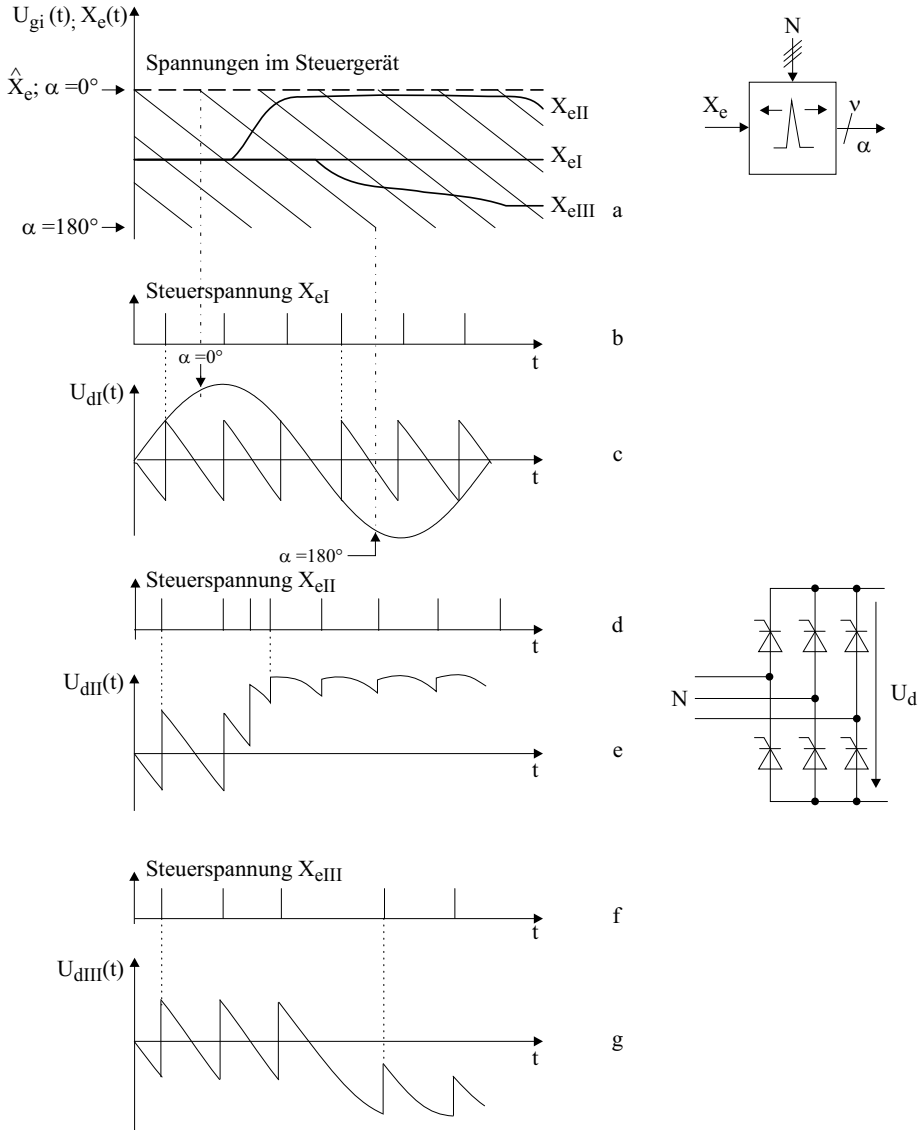 U_gi (t); X_e(t)
Spannungen im Steuergerät
X̂_e; α =0°
X_eII
X_eI
X_eIII
a
α =180°
N
X_e
ν
α
Steuerspannung X_eI
b
t
α =0°
U_dI(t)
c
t
α =180°
Steuerspannung X_eII
d
t
U_dII(t)
e
t
N
U_d
Steuerspannung X_eIII
f
t
U_dIII(t)
t
g